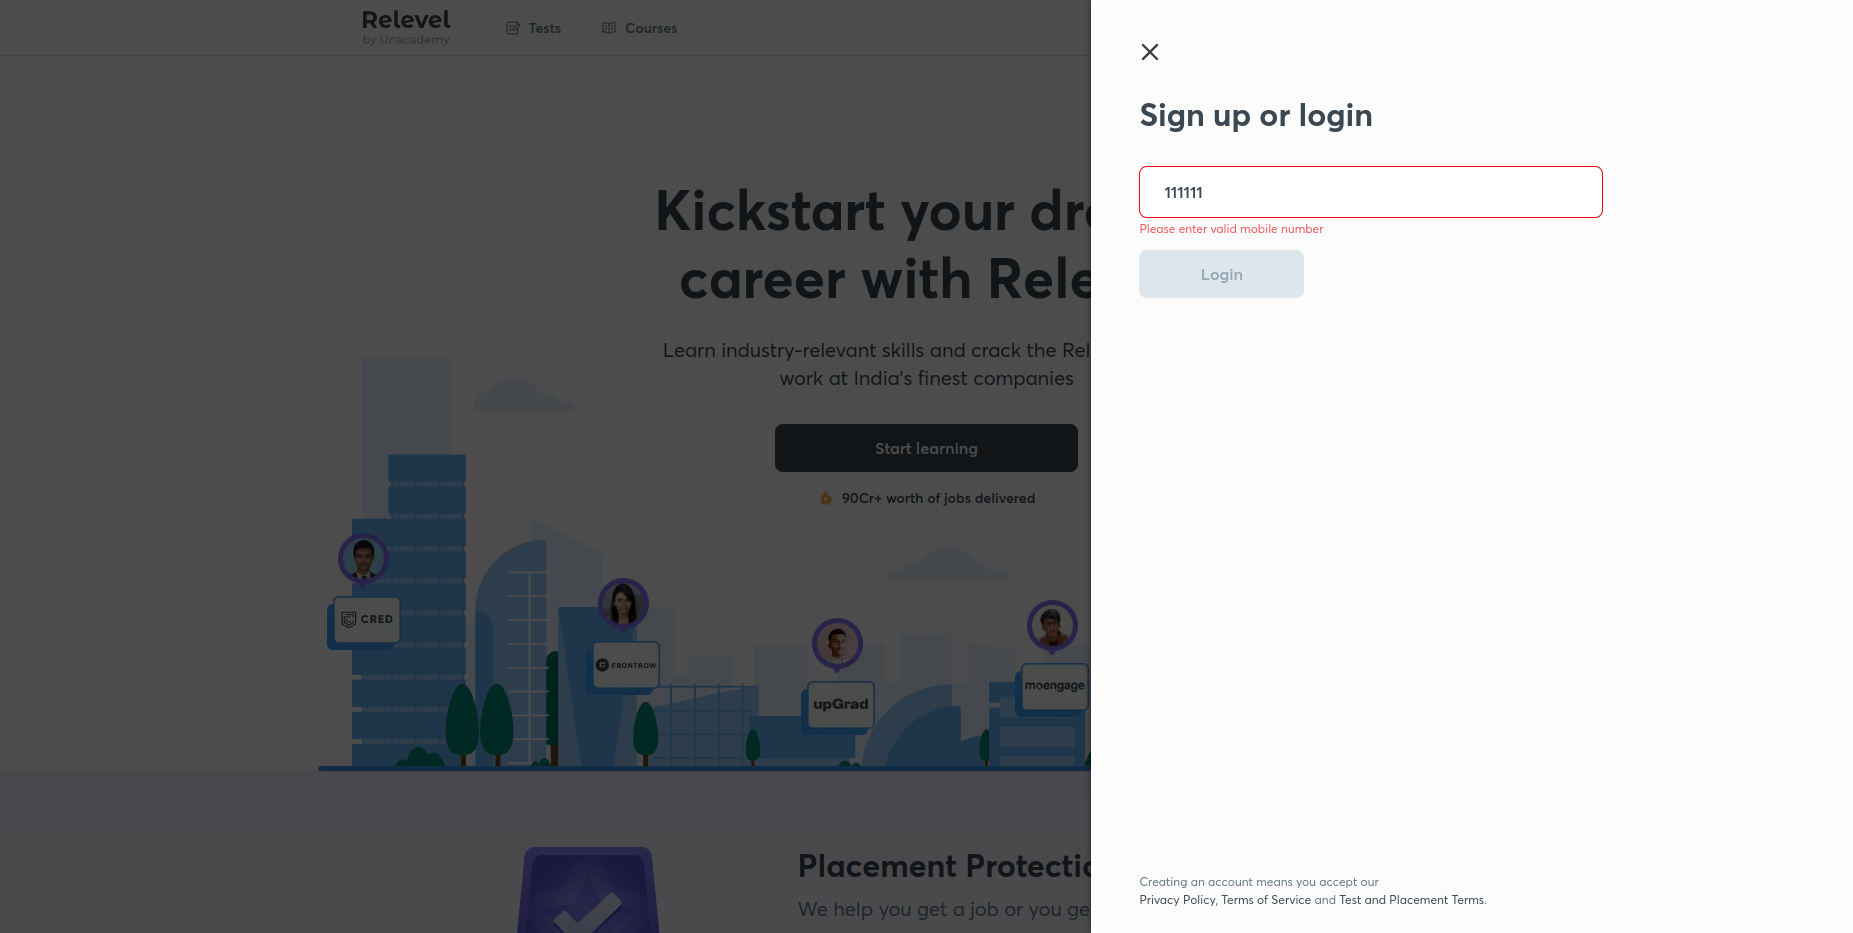 Relevel
by Unacademy
Tests
Courses
Kickstart your dr
career with Rele
Learn industry-relevant skills and crack the Rel
work at India's finest companies
Start learning
90Cr+ worth of jobs delivered
CRED
FRONTROW
upGrad
moengage
Placement Protectio
We help you get a job or you ge
Sign up or login
111111
Please enter valid mobile number
Login
Creating an account means you accept our
Privacy Policy, Terms of Service and Test and Placement Terms.